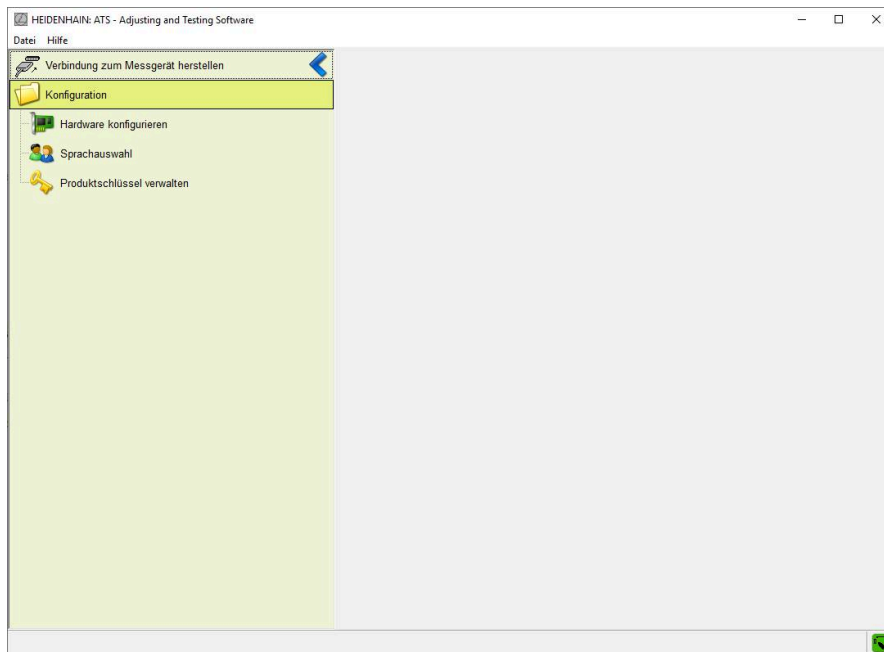 HEIDENHAIN: ATS - Adjusting and Testing Software
Datei Hilfe
Verbindung zum Messgerät herstellen
Konfiguration
Hardware konfigurieren
Sprachauswahl
Produktschlüssel verwalten